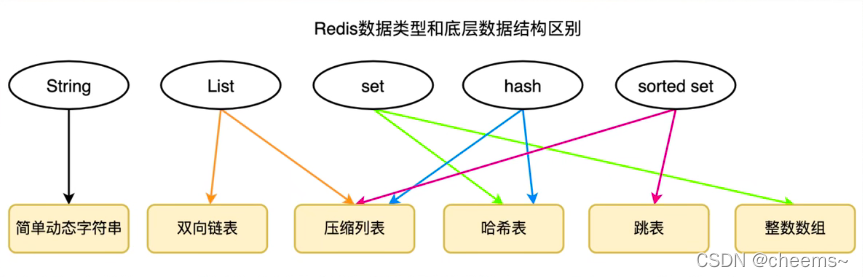 Redis数据类型和底层数据结构区别
String
List
set
hash
sorted set
简单动态字符串
双向链表
压缩列表
哈希表
跳表
整数数组
CSDN @cheems~